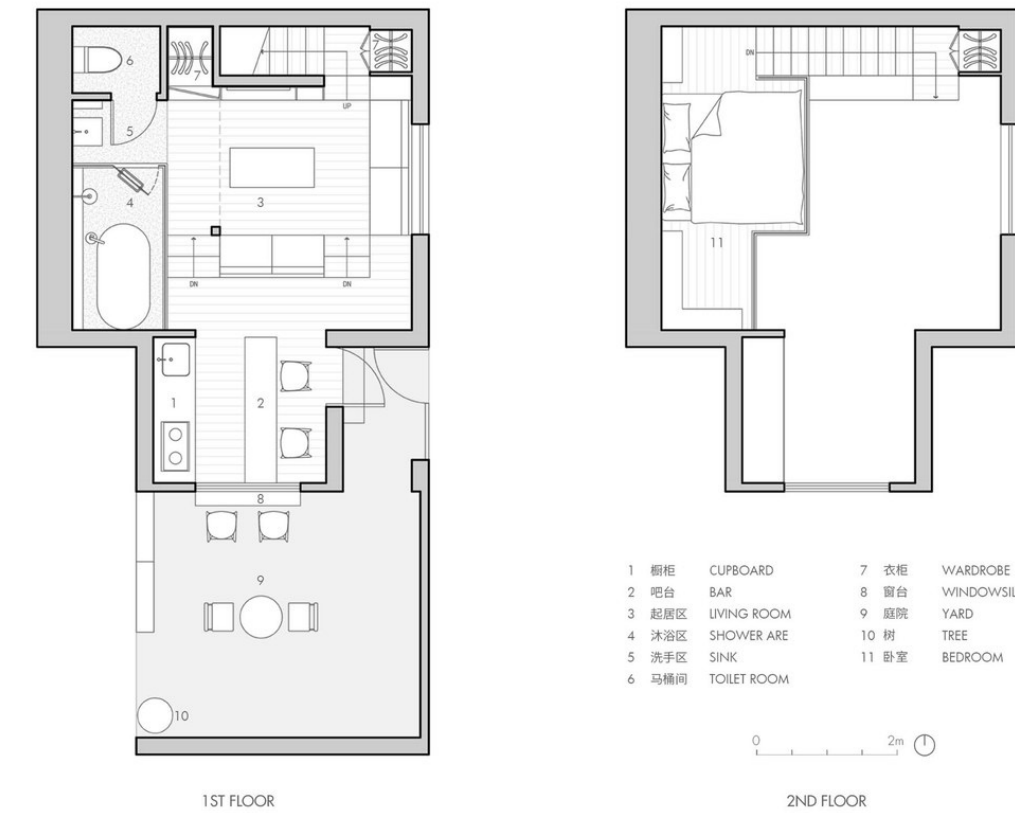 6
7
7
DN
UP
5
4
3
11
DN
DN
1
2
8
9
10
1 橱柜 CUPBOARD
2 吧台 BAR
3 起居区 LIVING ROOM
4 沐浴区 SHOWER ARE
5 洗手区 SINK
6 马桶间 TOILET ROOM
7 衣柜 WARDROBE
8 窗台 WINDOWSIL
9 庭院 YARD
10 树 TREE
11 卧室 BEDROOM
0 2m
1ST FLOOR
2ND FLOOR